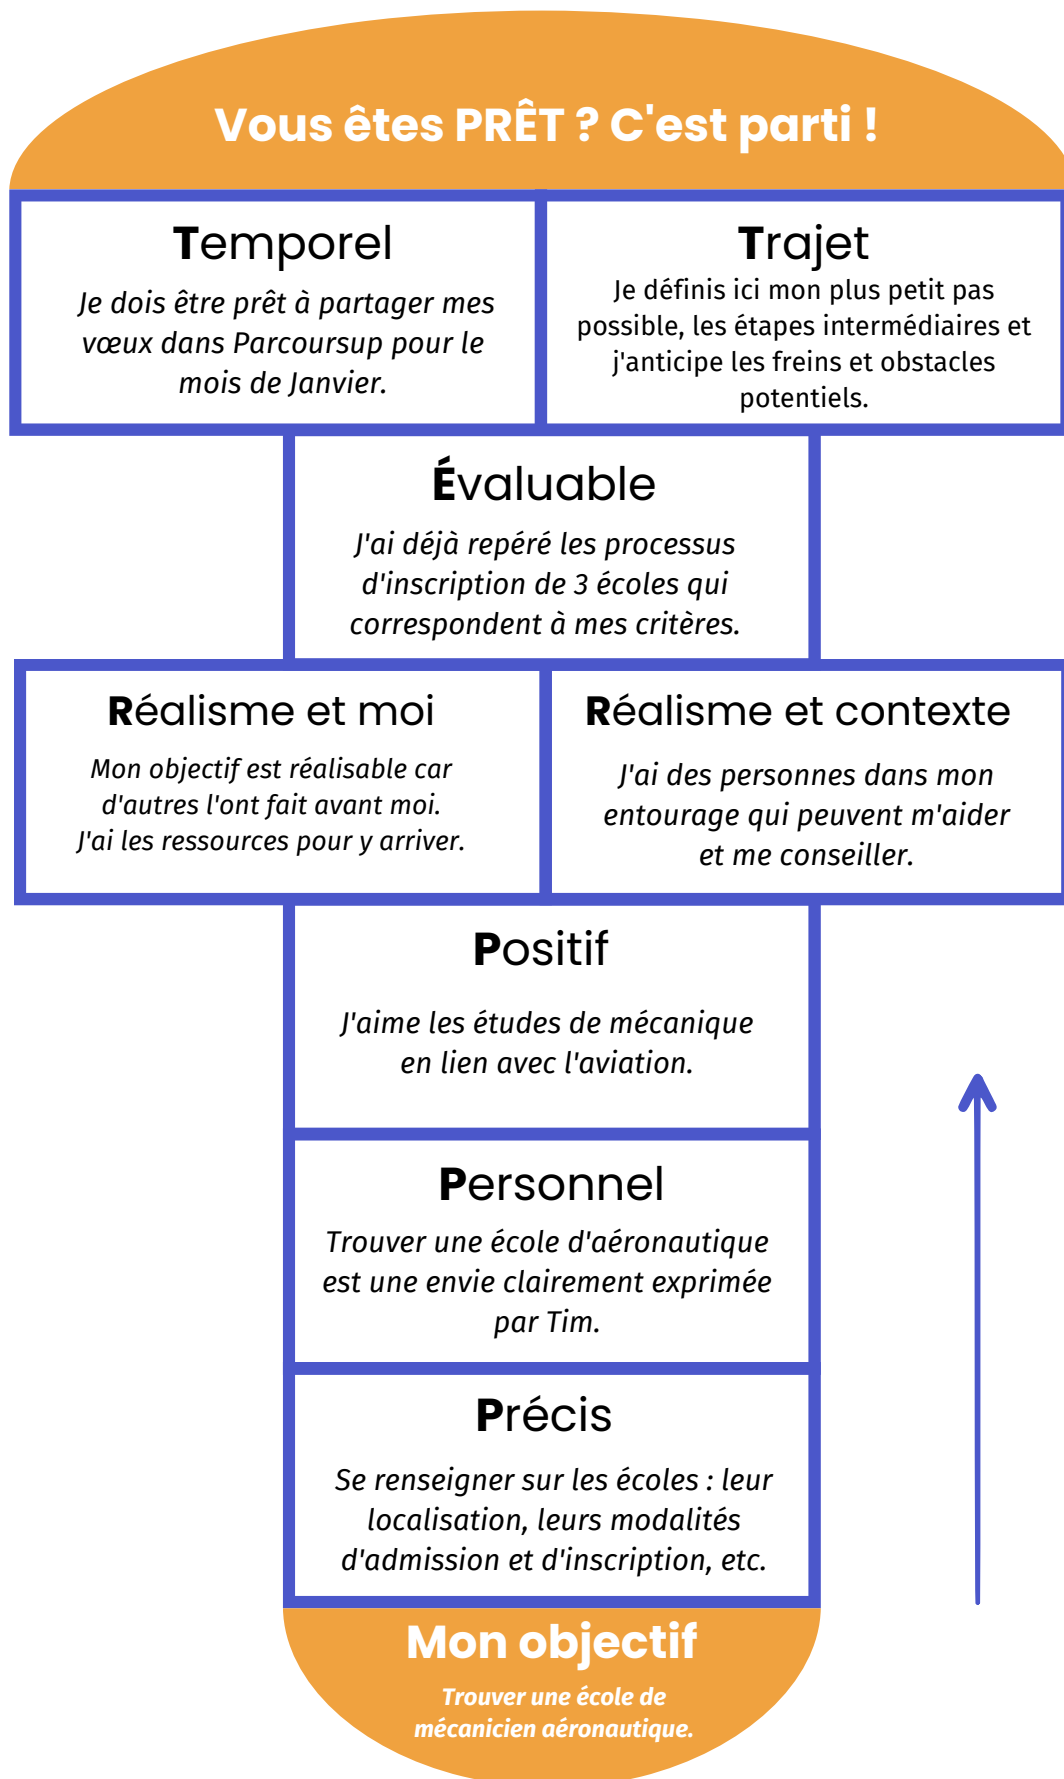 Vous êtes PRÊT ? C'est parti !
Temporel
Je dois être prêt à partager mes
vœux dans Parcoursup pour le
mois de Janvier.
Trajet
Je définis ici mon plus petit pas
possible, les étapes intermédiaires et
j'anticipe les freins et obstacles
potentiels.
Évaluable
J'ai déjà repéré les processus
d'inscription de 3 écoles qui
correspondent à mes critères.
Réalisme et moi
Mon objectif est réalisable car
d'autres l'ont fait avant moi.
J'ai les ressources pour y arriver.
Réalisme et contexte
J'ai des personnes dans mon
entourage qui peuvent m'aider
et me conseiller.
Positif
J'aime les études de mécanique
en lien avec l'aviation.
Personnel
Trouver une école d'aéronautique
est une envie clairement exprimée
par Tim.
Précis
Se renseigner sur les écoles : leur
localisation, leurs modalités
d'admission et d'inscription, etc.
Mon objectif
Trouver une école de
mécanicien aéronautique.